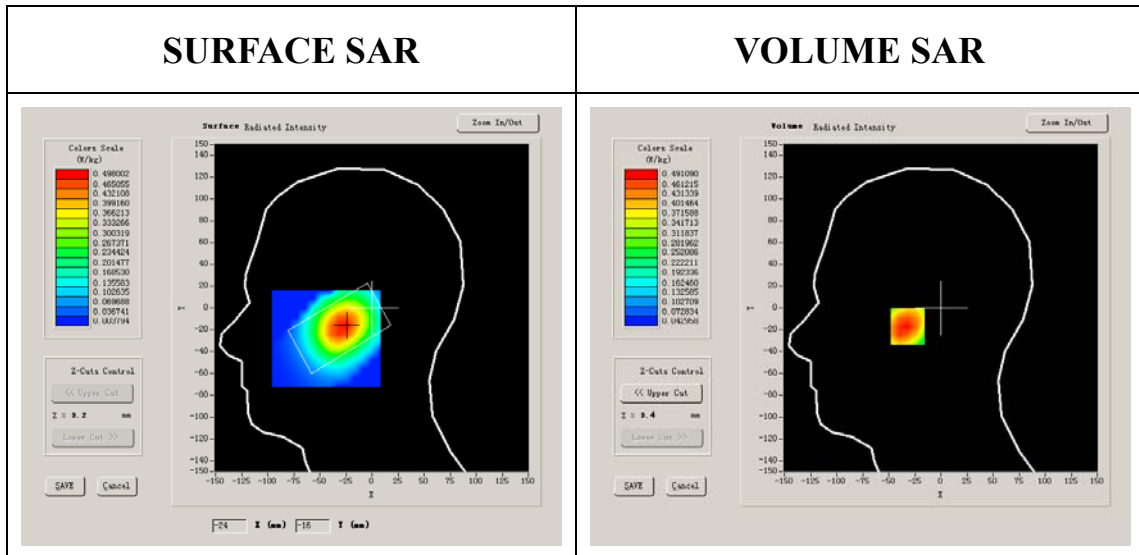 SURFACE SAR
Surface Radiated Intensity
Zoom In/Out
Colors Scale
(W/kg)
0.498002
0.465055
0.432108
0.399160
0.366213
0.333266
0.300319
0.267371
0.234424
0.201477
0.168530
0.135583
0.102635
0.069688
0.036741
0.003794
150
140
120
100
80
60
40
20
0
-20
-40
-60
-80
-100
-120
-140
-150
Y
-150 -125 -100 -75 -50 -25 0 25 50 75 100 125 150
X
Z-Cuts Control
<< Upper Cut
mm
Lower Cut >>
SAVE Cancel
-24 X (mm) -16 Y (mm)
VOLUME SAR
Volume Radiated Intensity
Zoom In/Out
Colors Scale
(W/kg)
0.491090
0.461215
0.431339
0.401464
0.371588
0.341713
0.311837
0.281962
0.252086
0.222211
0.192336
0.162460
0.132585
0.102709
0.072834
0.042958
150
140
120
100
80
60
40
20
0
-20
-40
-60
-80
-100
-120
-140
-150
Y
-150 -125 -100 -75 -50 -25 0 25 50 75 100 125 150
X
Z-Cuts Control
<< Upper Cut
mm
Lower Cut >>
SAVE Cancel